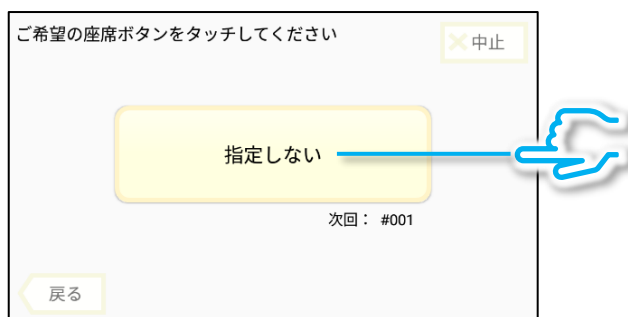 ご希望の座席ボタンをタッチしてください
中止
指定しない
次回： #001
戻る